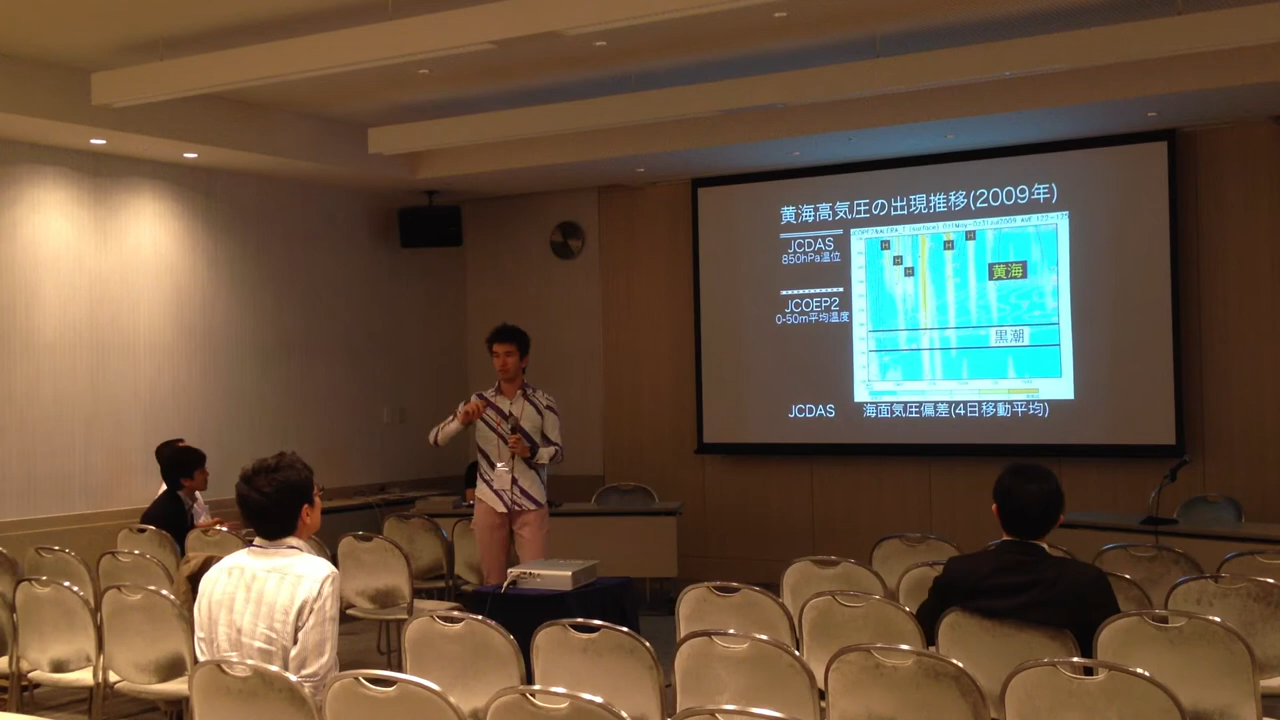 黄海高気圧の出現推移(2009年)
JCDAS
850hPa温位
JCOEP2
0-50m平均温度
H
H
H
H
H
黄海
黒潮
JCDAS 海面気圧偏差(4日移動平均)